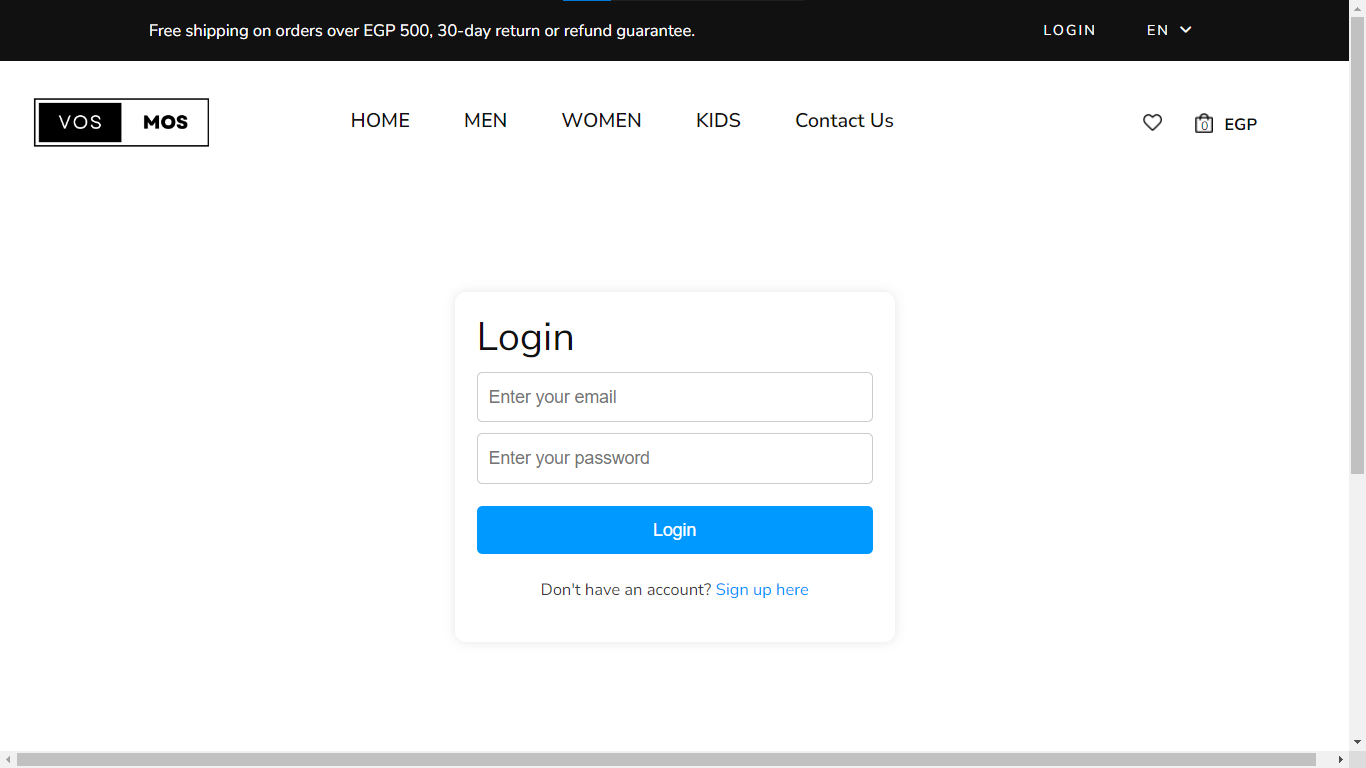 Free shipping on orders over EGP 500, 30-day return or refund guarantee.
LOGIN
EN
VOS MOS
HOME
MEN
WOMEN
KIDS
Contact Us
0
EGP
Login
Enter your email
Enter your password
Login
Don't have an account? Sign up here